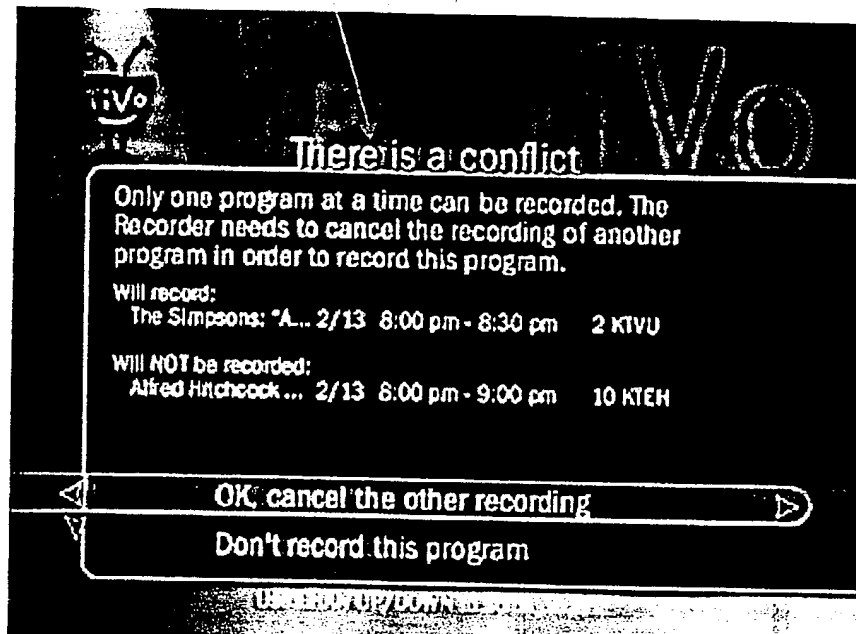 TiVo
TiVo
There is a conflict
Only one program at a time can be recorded. The
Recorder needs to cancel the recording of another
program in order to record this program.
Will record:
The Simpsons: "A... 2/13 8:00 pm - 8:30 pm 2 KTVU
Will NOT be recorded:
Alfred Hitchcock ... 2/13 8:00 pm - 9:00 pm 10 KTEH
OK, cancel the other recording
Don't record this program
UP/DOWN